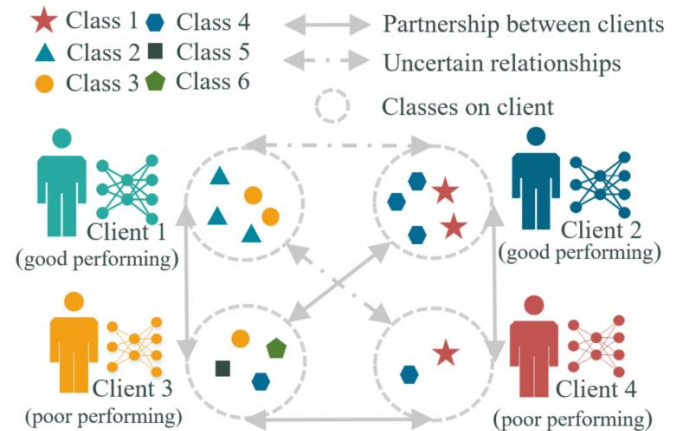 Class 1 Class 4 Partnership between clients
Class 2 Class 5 Uncertain relationships
Class 3 Class 6
Classes on client
Client 1
(good performing)
Client 2
(good performing)
Client 3
(poor performing)
Client 4
(poor performing)